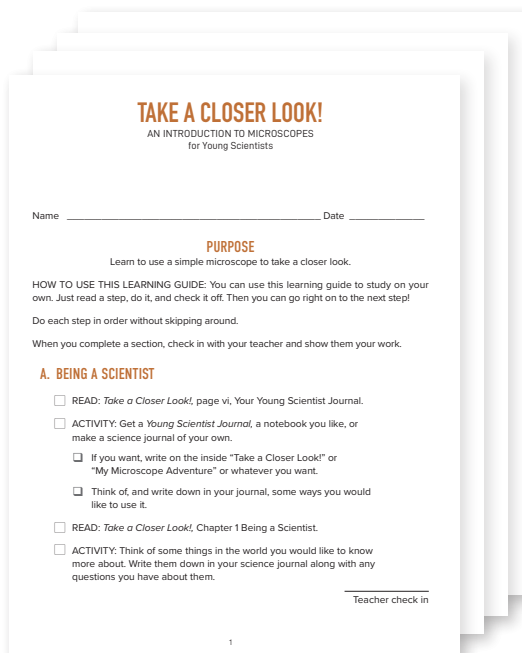 TAKE A CLOSER LOOK!
AN INTRODUCTION TO MICROSCOPES
for Young Scientists
Name ______________________________________________ Date ______________
PURPOSE
Learn to use a simple microscope to take a closer look.
HOW TO USE THIS LEARNING GUIDE: You can use this learning guide to study on your
own. Just read a step, do it, and check it off. Then you can go right on to the next step!
Do each step in order without skipping around.
When you complete a section, check in with your teacher and show them your work.
A. BEING A SCIENTIST
☐ READ: Take a Closer Look!, page vi, Your Young Scientist Journal.
☐ ACTIVITY: Get a Young Scientist Journal, a notebook you like, or
make a science journal of your own.
❑ If you want, write on the inside “Take a Closer Look!” or
“My Microscope Adventure” or whatever you want.
❑ Think of, and write down in your journal, some ways you would
like to use it.
☐ READ: Take a Closer Look!, Chapter 1 Being a Scientist.
☐ ACTIVITY: Think of some things in the world you would like to know
more about. Write them down in your science journal along with any
questions you have about them.
Teacher check in
1